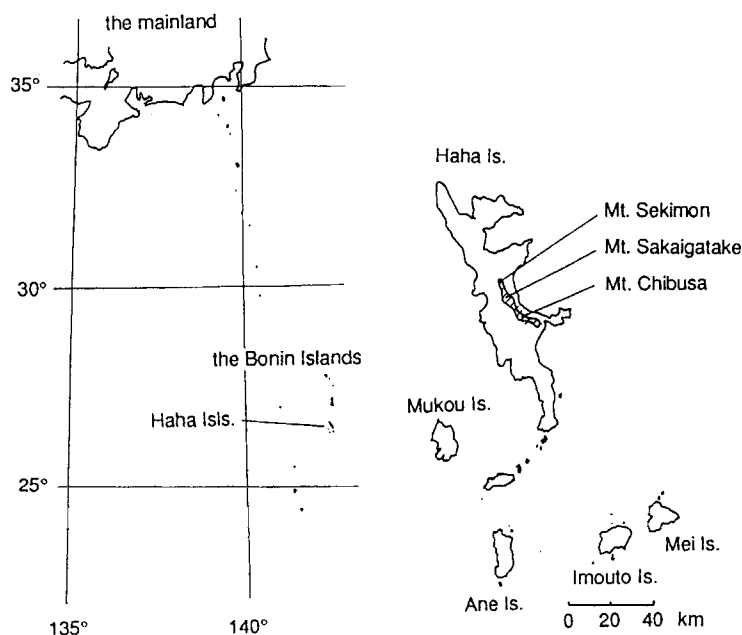 the mainland
35°
30°
the Bonin Islands
Haha Isis.
25°
135°
140°
Haha Is.
Mt. Sekimon
Mt. Sakaigatake
Mt. Chibusa
Mukou Is.
Mei Is.
Imouto Is.
Ane Is.
0 20 40 km